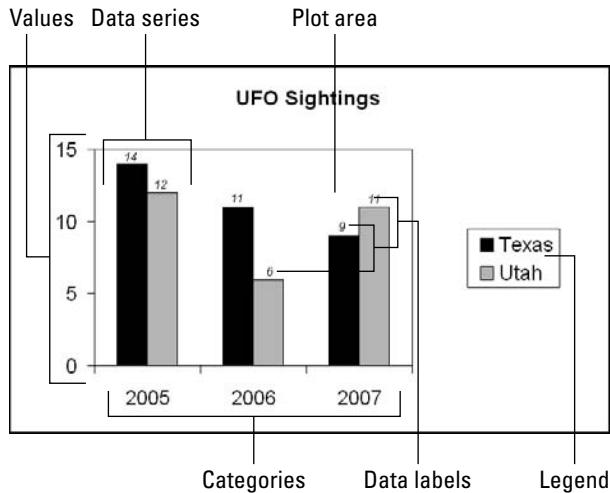 Values Data series Plot area
UFO Sightings
15
14
12
11
11
10
9
6
5
0
Texas
Utah
2005 2006 2007
Categories Data labels Legend